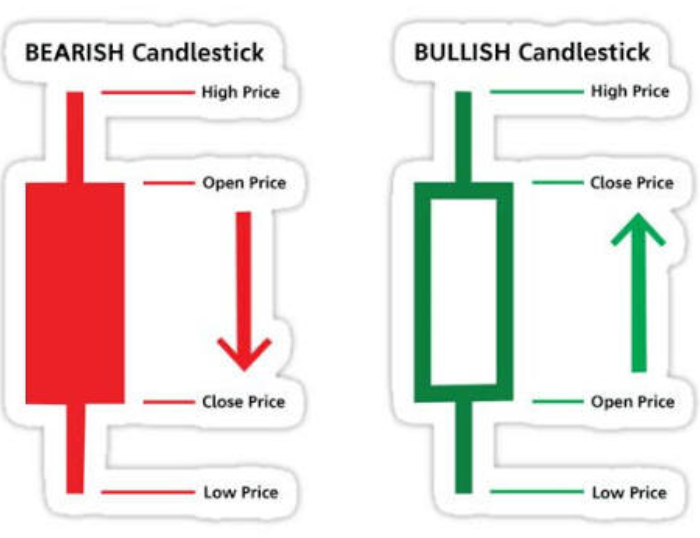 BEARISH Candlestick
High Price
Open Price
Close Price
Low Price
BULLISH Candlestick
High Price
Close Price
Open Price
Low Price